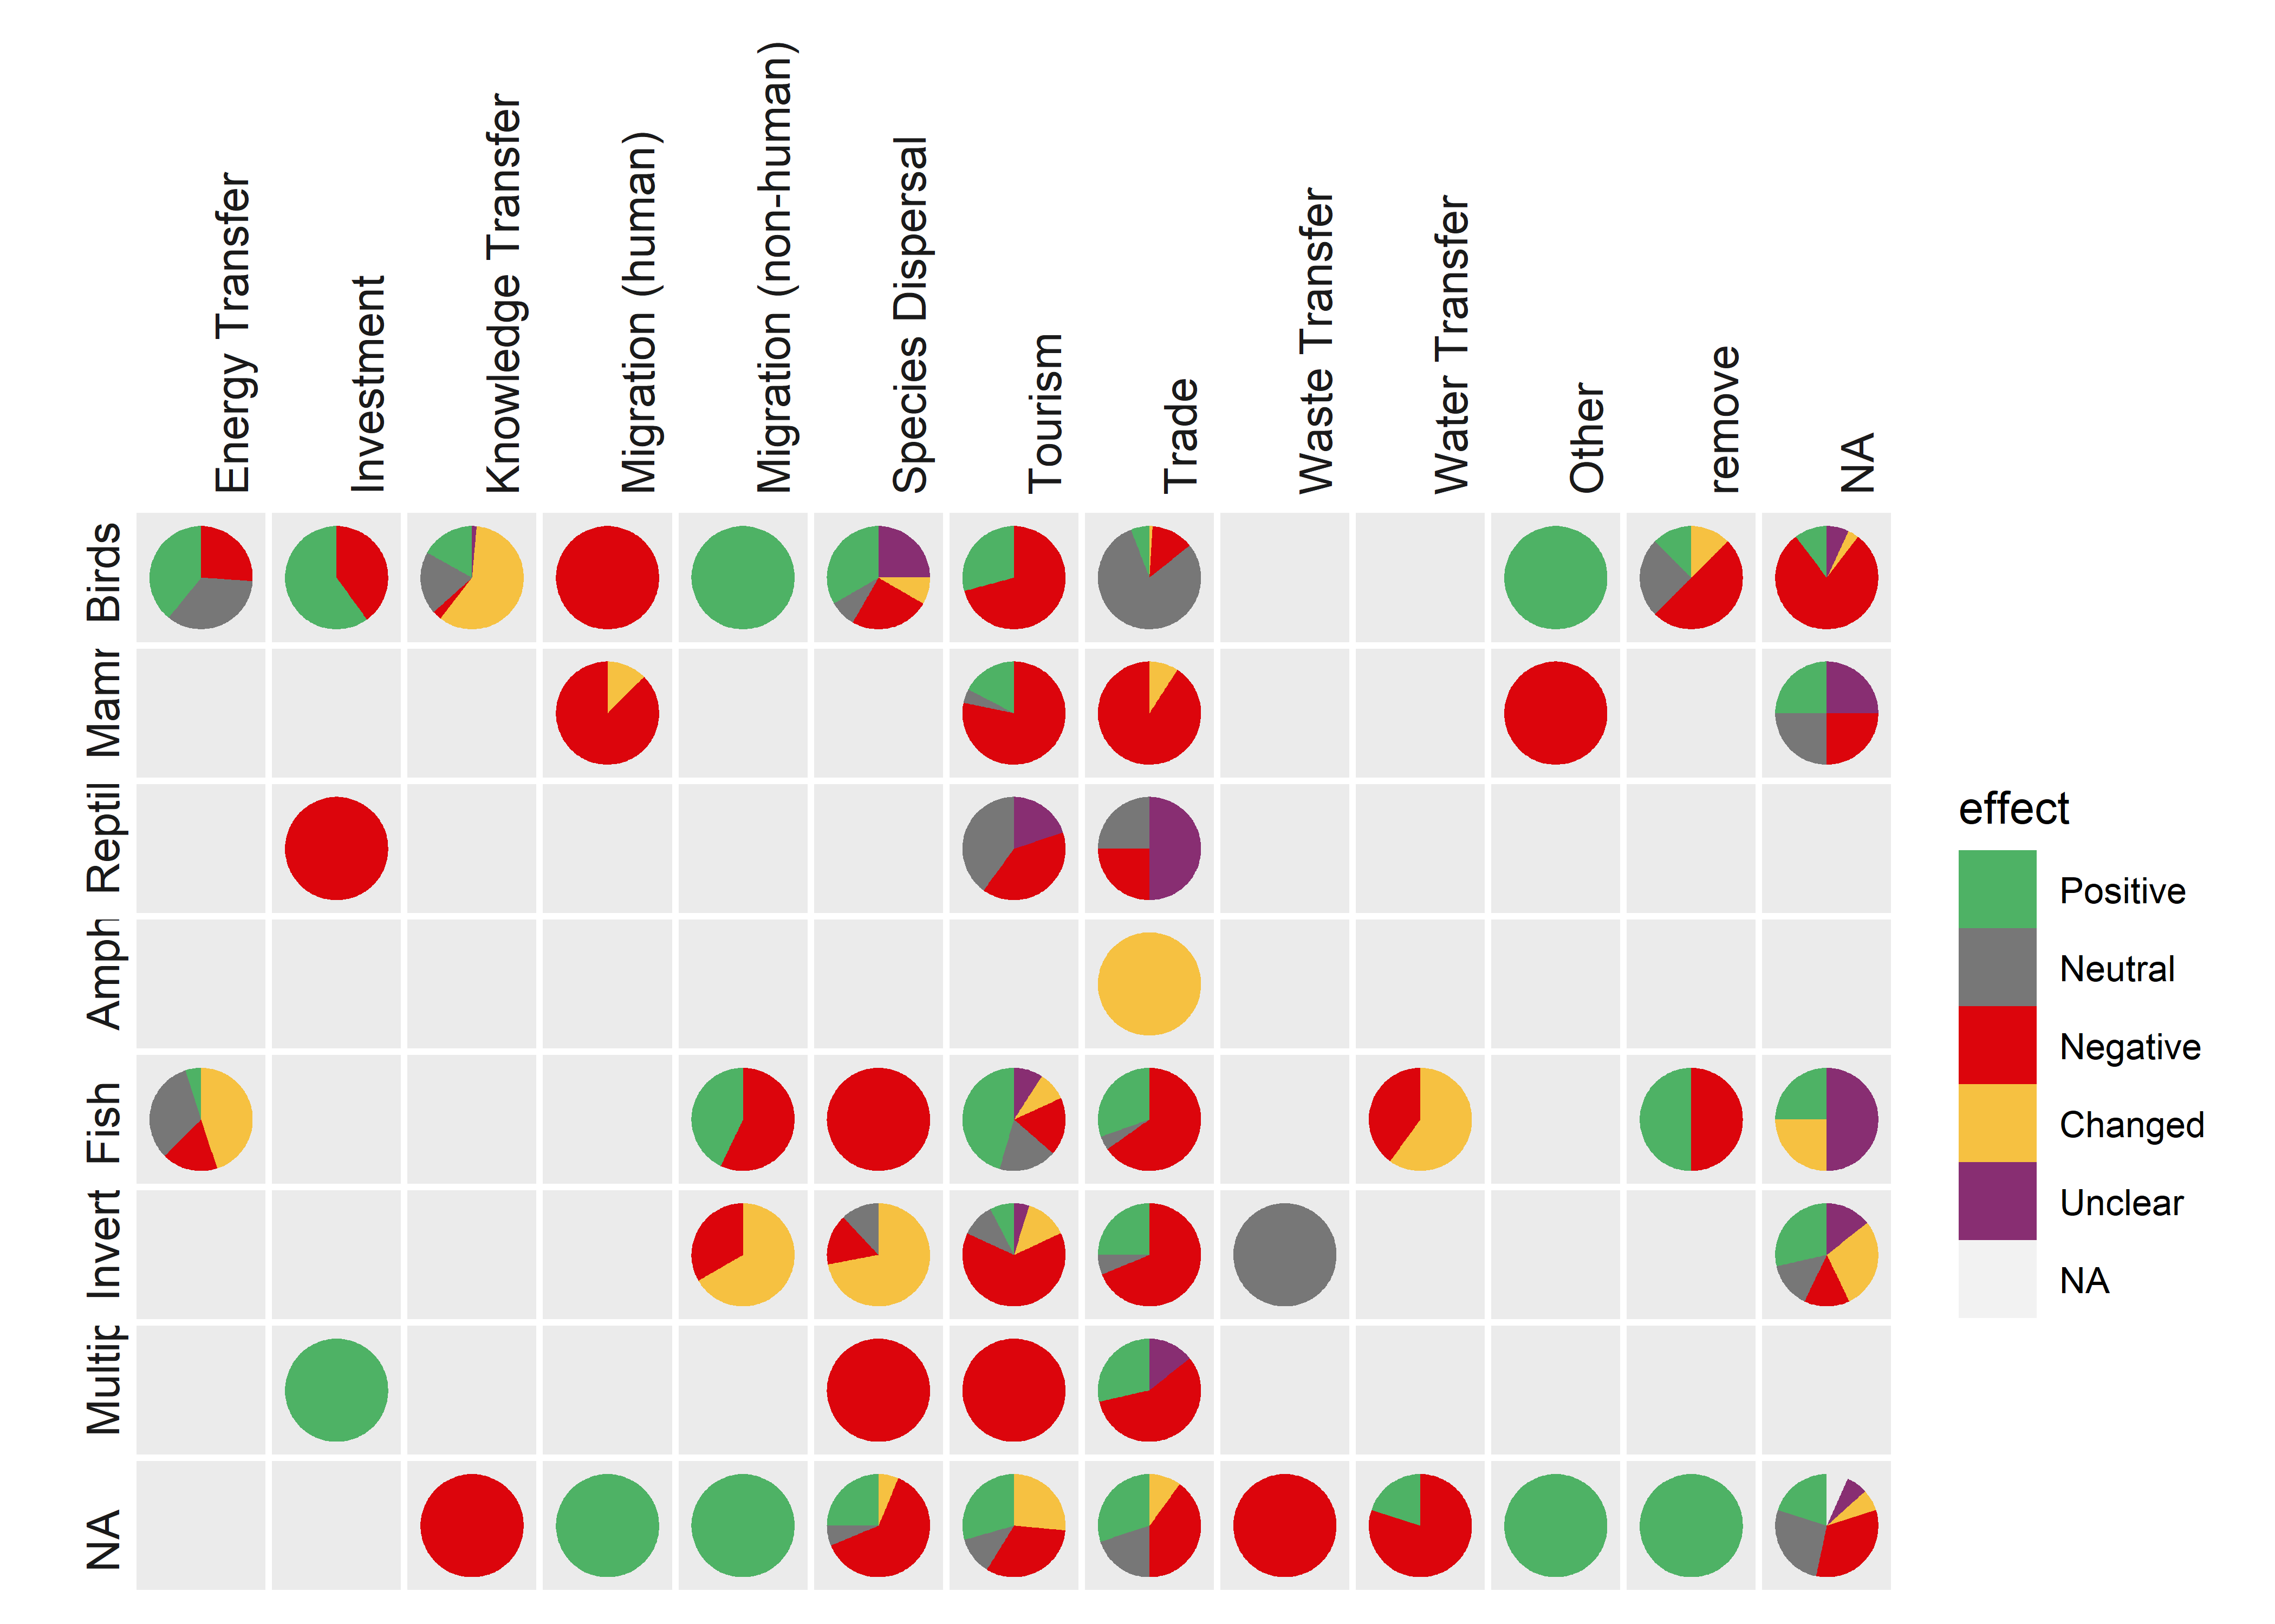 Energy Transfer
Investment
Knowledge Transfer
Migration (human)
Migration (non-human)
Species Dispersal
Tourism
Trade
Waste Transfer
Water Transfer
Other
remove
NA
Birds
Mamr
Reptil
Amph
Fish
Invert
Multip
NA
effect
Positive
Neutral
Negative
Changed
Unclear
NA